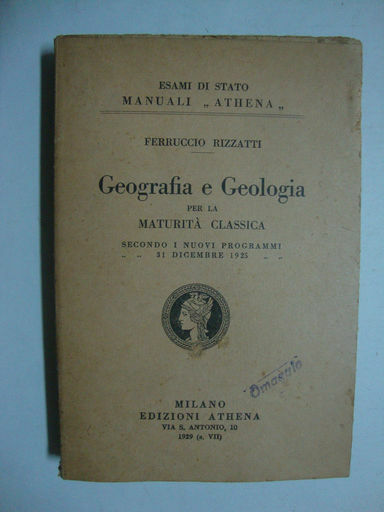 ESAMI DI STATO
MANUALI „ ATHENA „
FERRUCCIO RIZZATTI
Geografia e Geologia
PER LA
MATURITÀ CLASSICA
SECONDO I NUOVI PROGRAMMI
„ „ 31 DICEMBRE 1925 „ „
Omaggio
MILANO
EDIZIONI ATHENA
VIA S. ANTONIO, 10
1929 (a. VII)